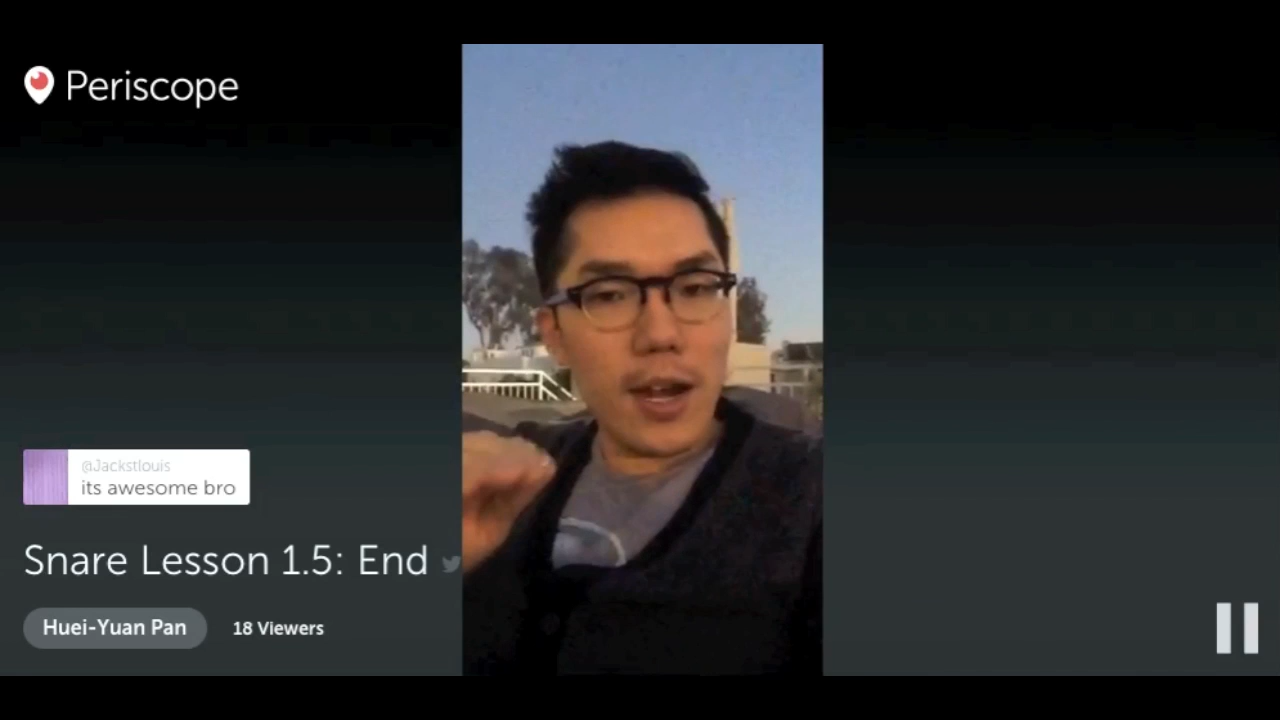 Periscope
@Jackstlouis
its awesome bro
Snare Lesson 1.5: End
Huei-Yuan Pan
18 Viewers